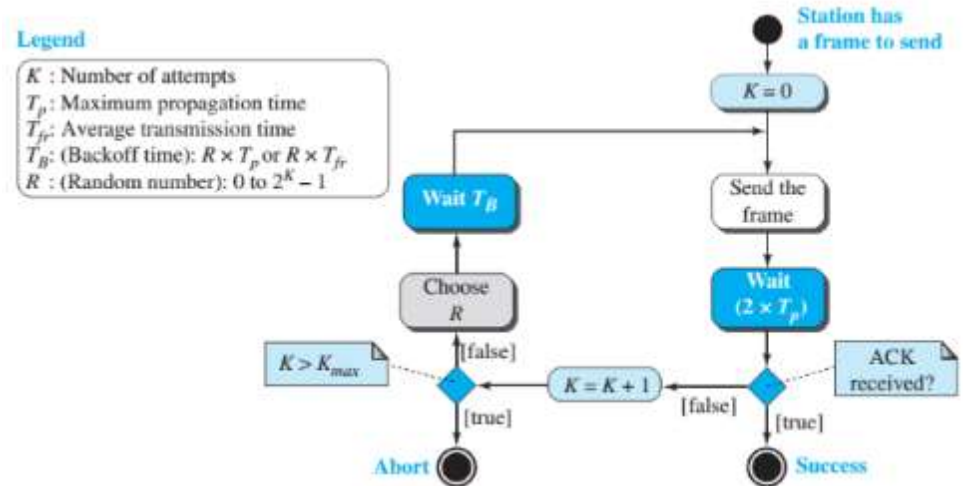 Legend
K : Number of attempts
Tp : Maximum propagation time
Tfr : Average transmission time
TB : (Backoff time): R × Tp or R × Tfr
R : (Random number): 0 to 2^K – 1
Station has
a frame to send
K = 0
Send the
frame
Wait
(2 × Tp)
ACK
received?
[true]
Success
[false]
K = K + 1
K > Kmax
[true]
Abort
[false]
Choose
R
Wait TB